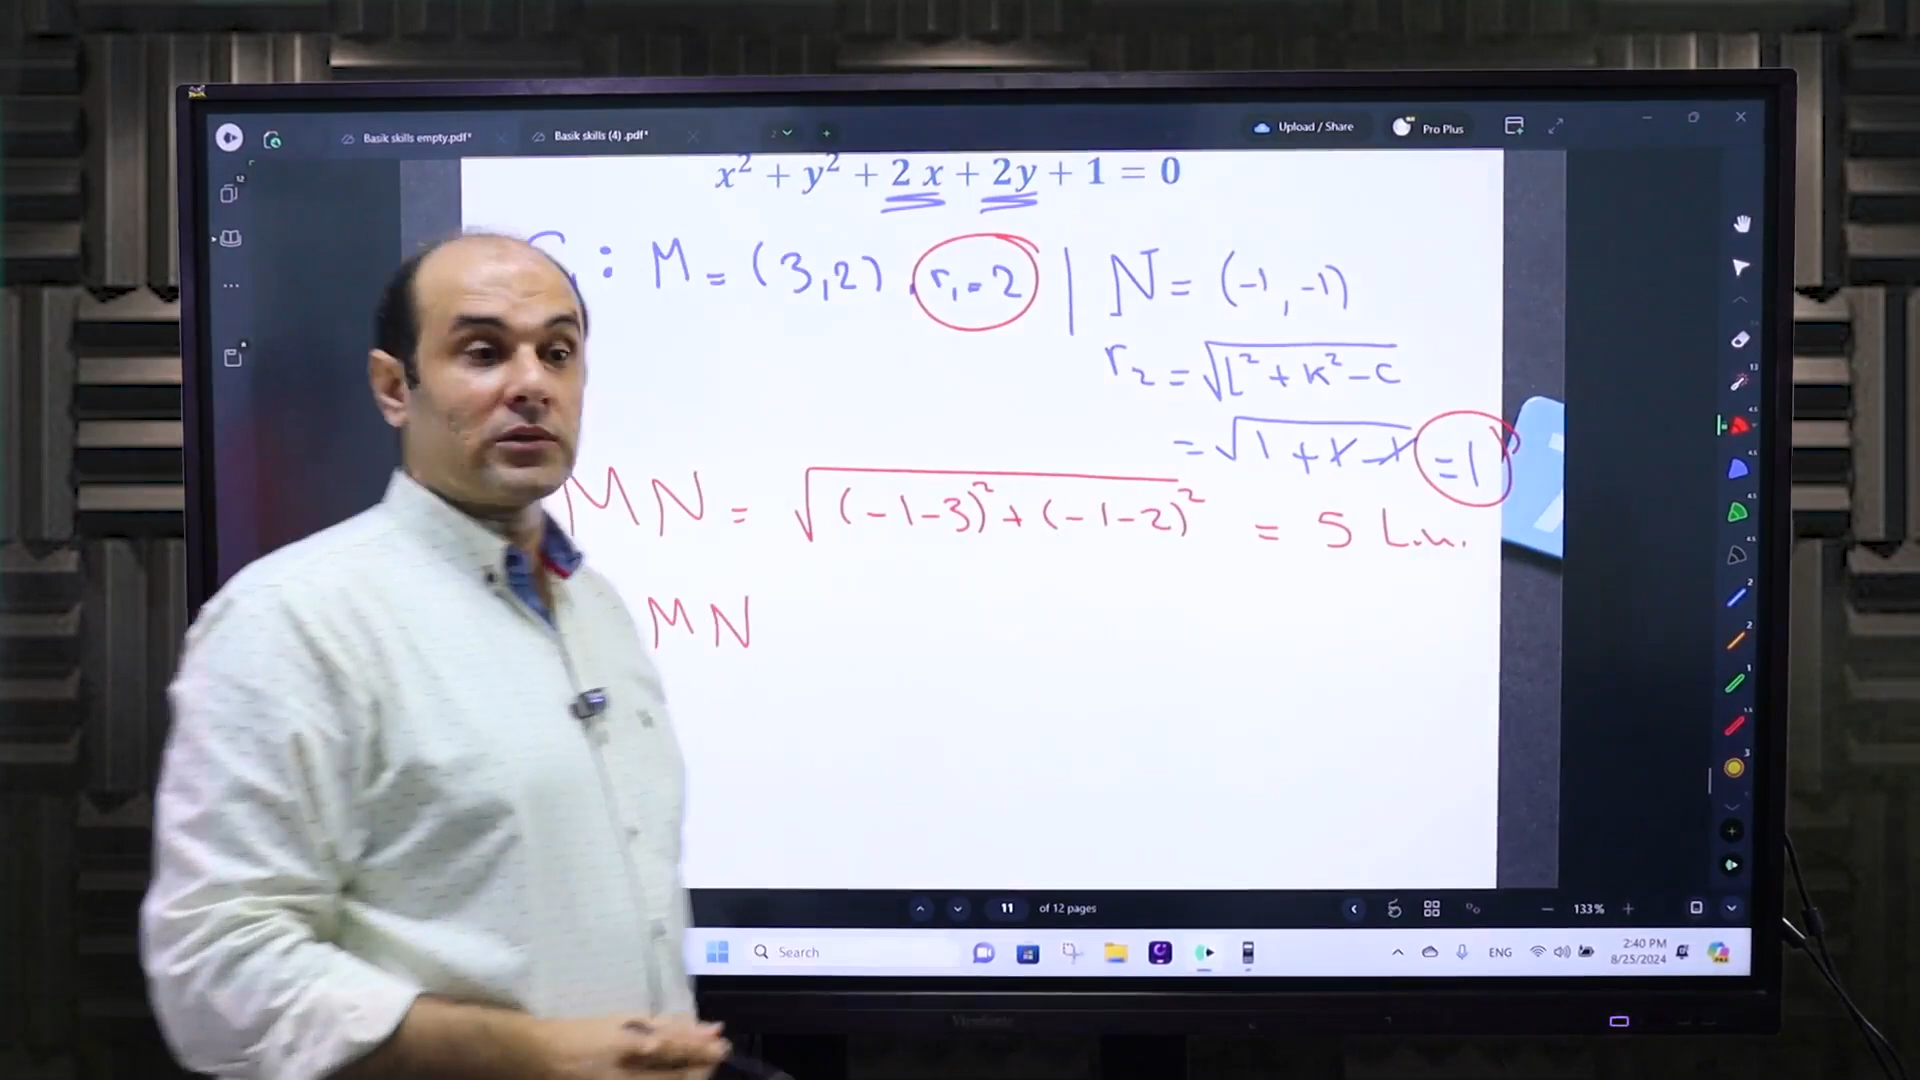 Basik skills empty.pdf*
Basik skills (4) .pdf*
Upload / Share
Pro Plus
x² + y² + 2 x + 2y + 1 = 0
: M = (3,2) , r₁ = 2 | N = (-1, -1)
r₂ = √L² + K² - C
= √1 + 1 - 1 = 1
MN = √(-1-3)² + (-1-2)² = 5 L.u.
MN
11 of 12 pages
133%
Search
ENG
2:40 PM
8/25/2024
ViewSonic